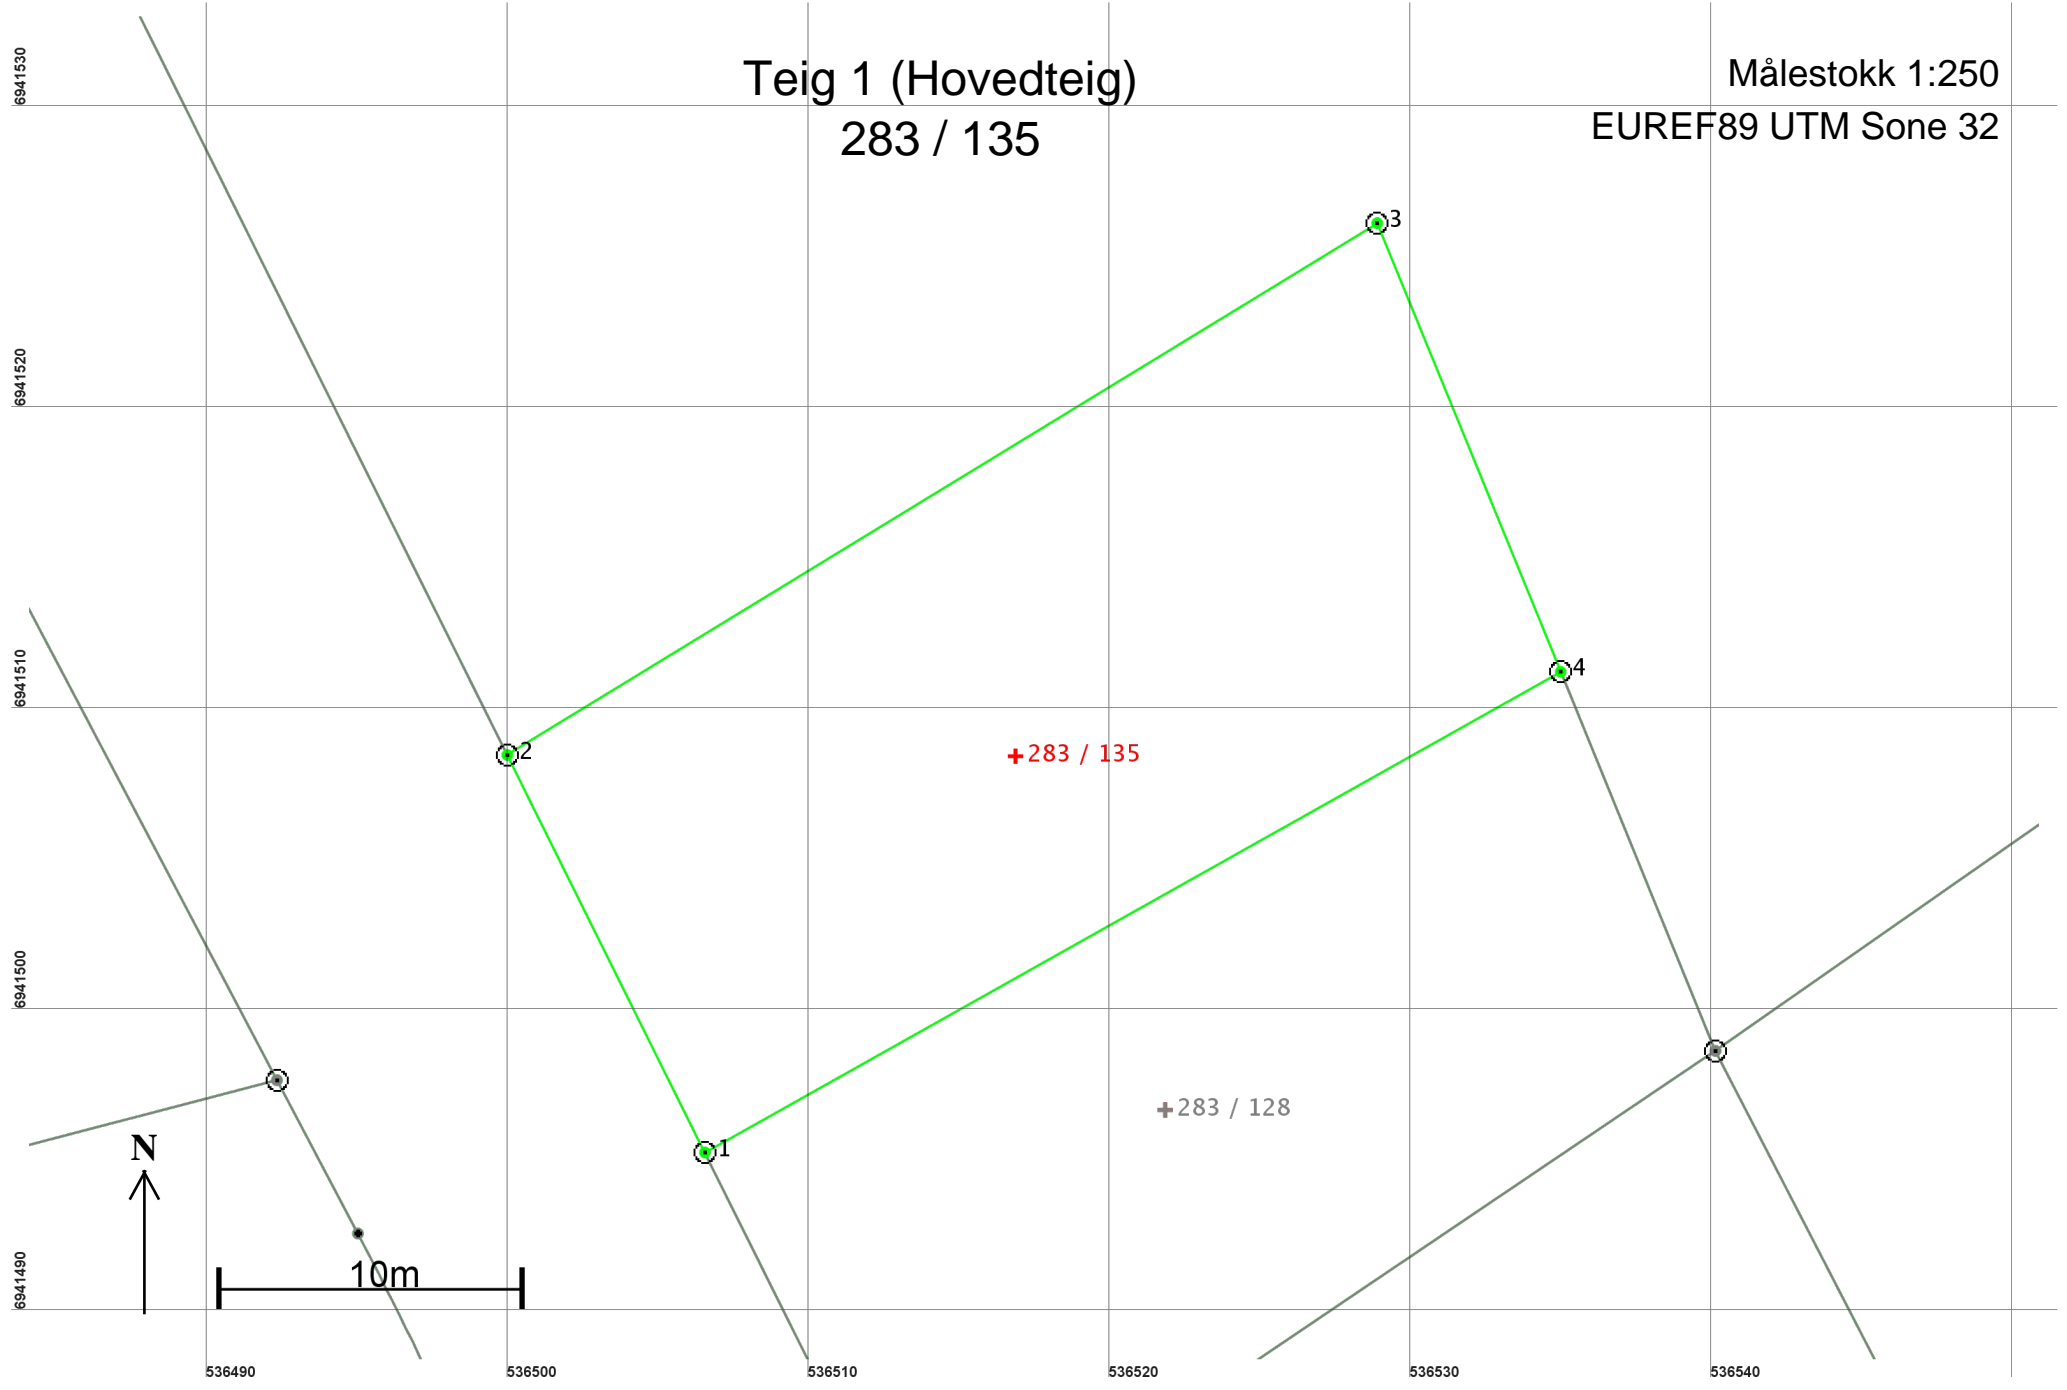 Teig 1 (Hovedteig)
283 / 135
Målestokk 1:250
EUREF89 UTM Sone 32
6941530
6941520
6941510
6941500
6941490
3
4
2
283 / 135
1
283 / 128
N
10m
536490
536500
536510
536520
536530
536540